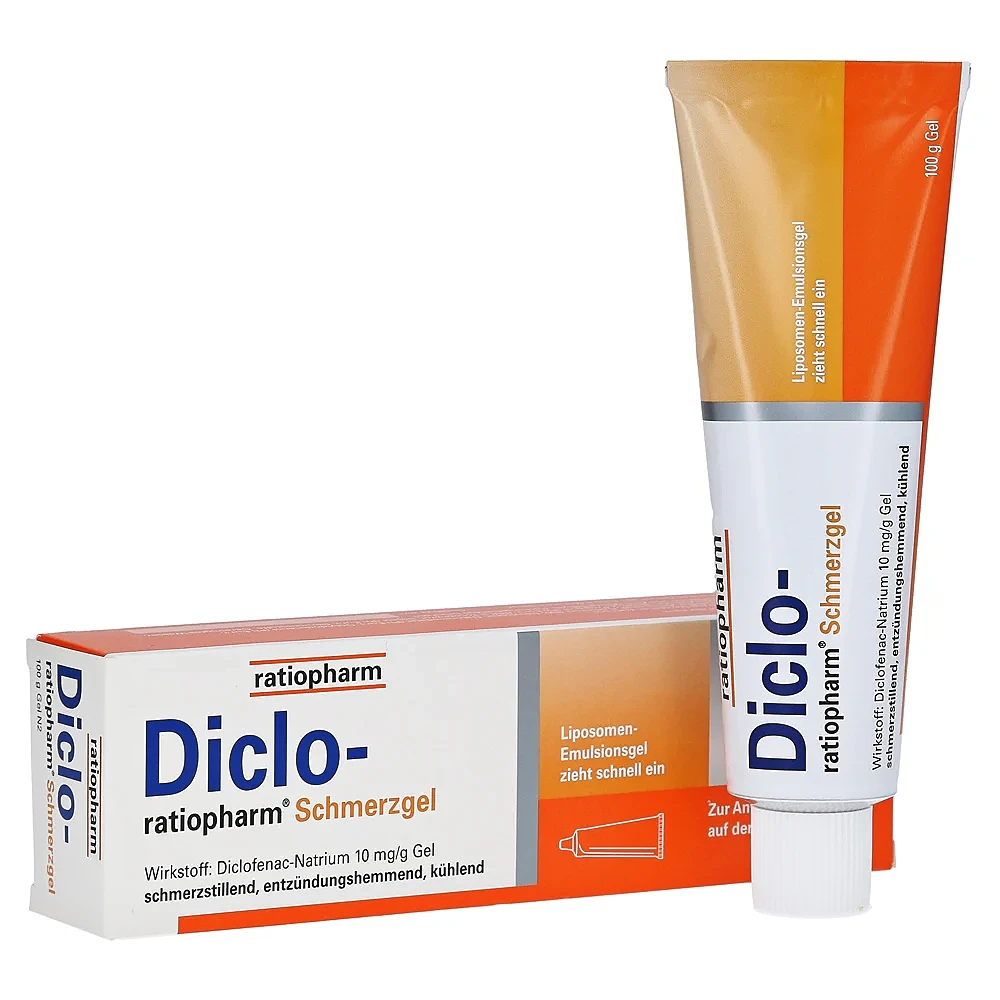 100 g Gel
Liposomen-Emulsionsgel
zieht schnell ein
ratiopharm
Diclo-
ratiopharm® Schmerzgel
Wirkstoff: Diclofenac-Natrium 10 mg/g Gel
schmerzstillend, entzündungshemmend, kühlend
ratiopharm
Diclo-
ratiopharm® Schmerzgel
Wirkstoff: Diclofenac-Natrium 10 mg/g Gel
schmerzstillend, entzündungshemmend, kühlend
Liposomen-
Emulsionsgel
zieht schnell ein
Zur
auf der
ratiopharm
Diclo-
ratiopharm® Schmerzgel
100 g Gel N2